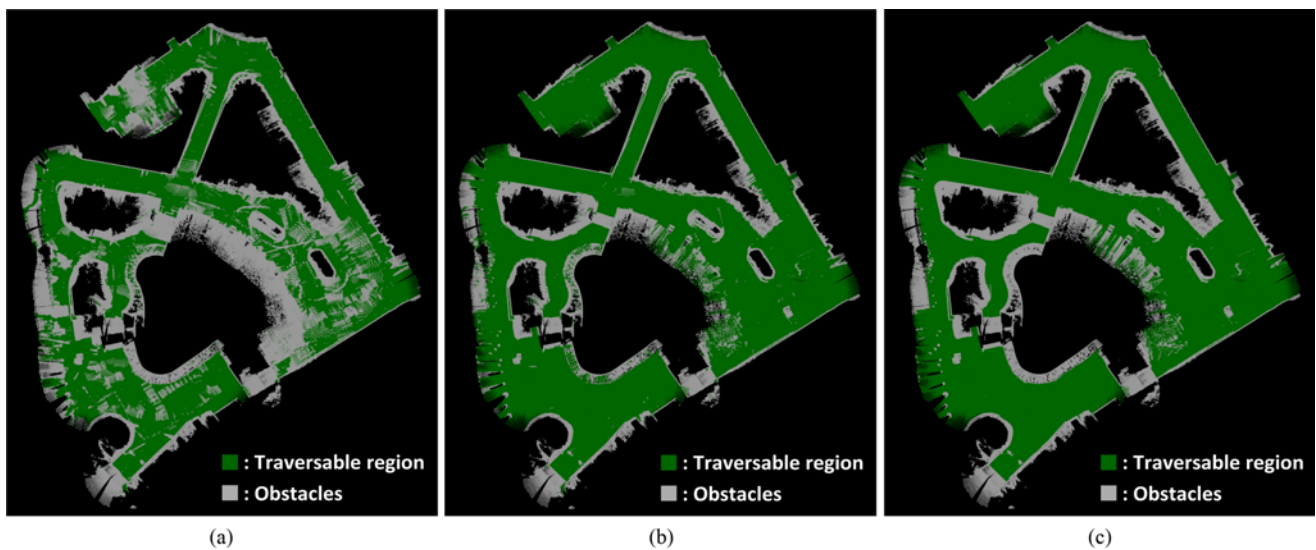 : Traversable region
: Obstacles
: Traversable region
: Obstacles
: Traversable region
: Obstacles
(a)
(b)
(c)